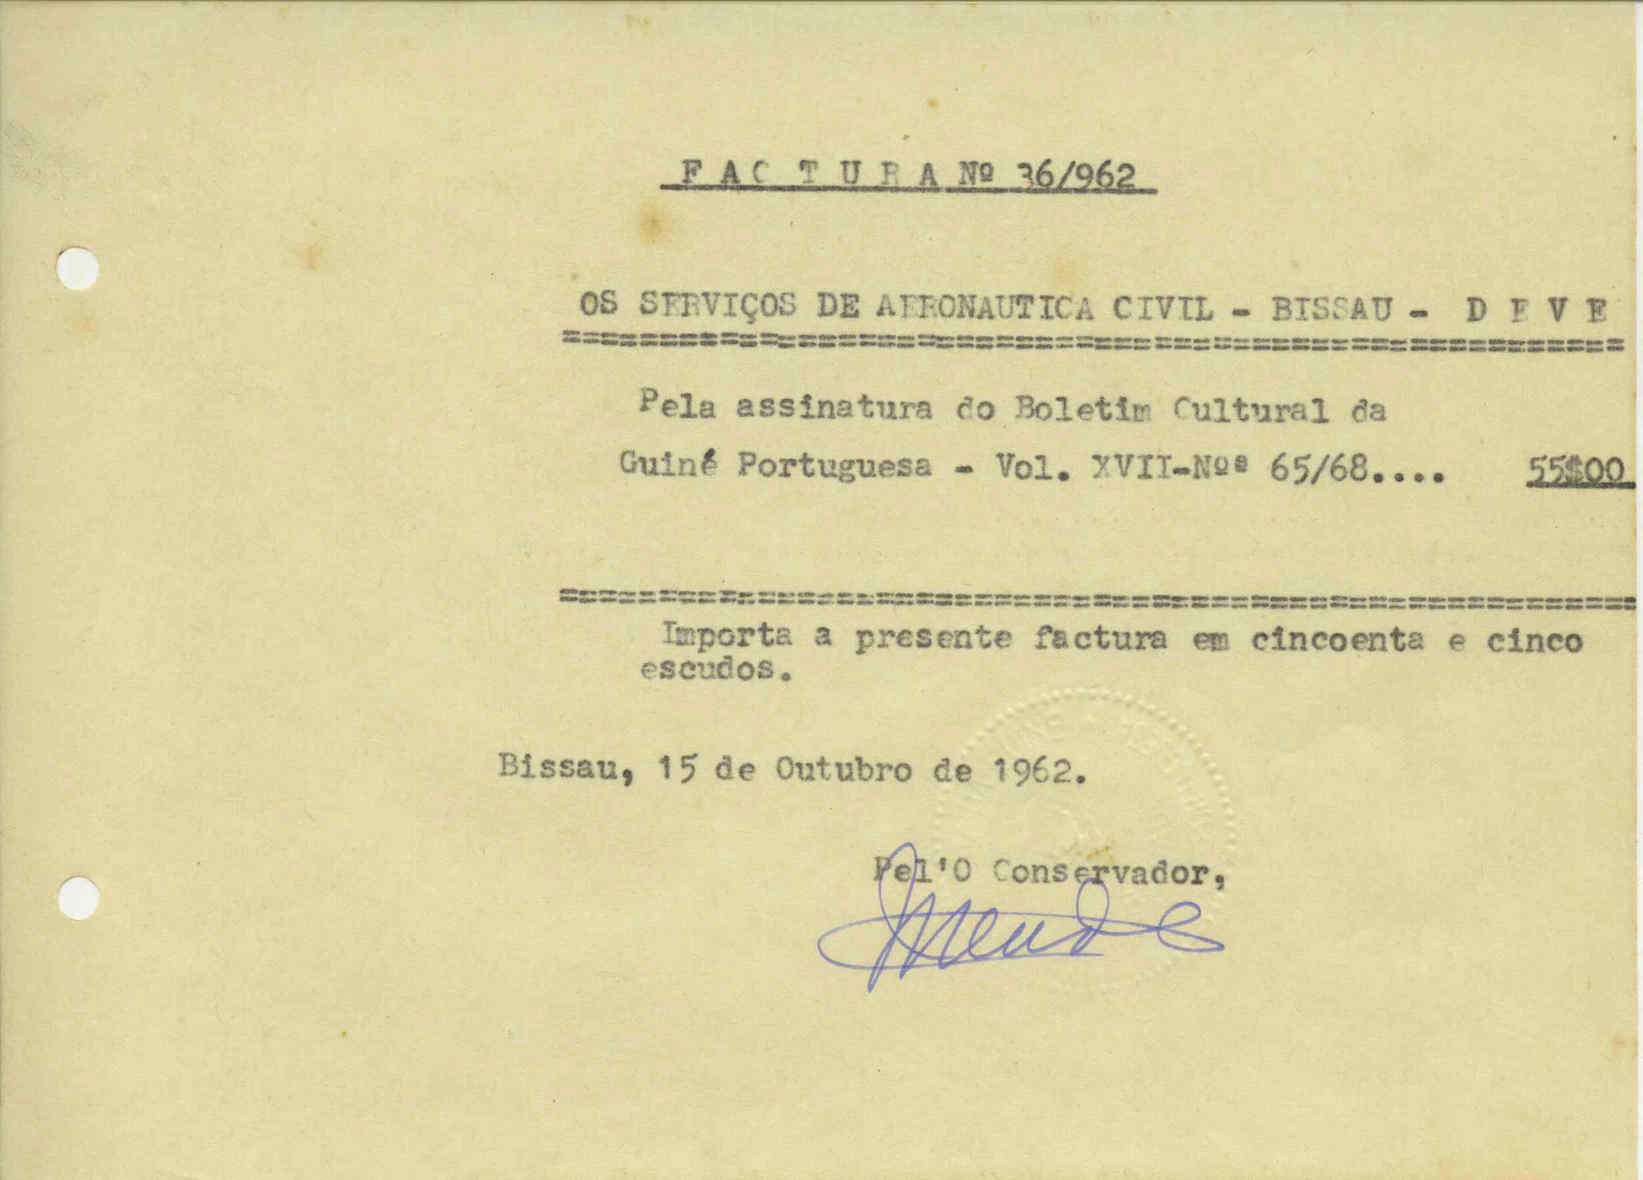 F A C T U R A Nº 36/962
OS SERVIÇOS DE AERONAUTICA CIVIL - BISSAU - D E V E
Pela assinatura do Boletim Cultural da
Guiné Portuguesa - Vol. XVII-Nºs 65/68.... 55$00
Importa a presente factura em cincoenta e cinco
escudos.
Bissau, 15 de Outubro de 1962.
Pel'O Conservador,